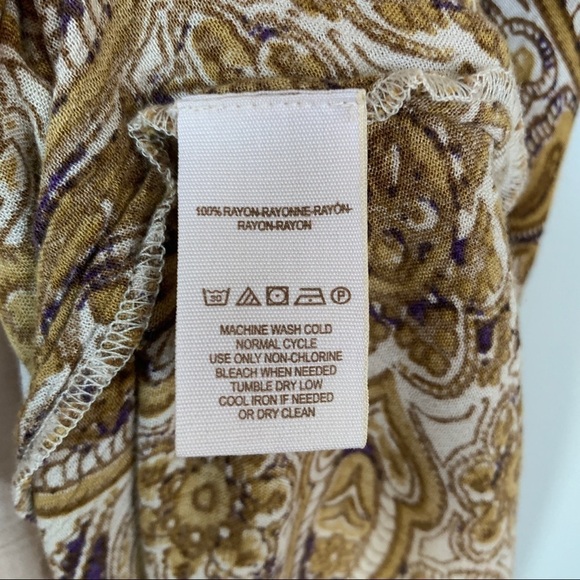 100% RAYON-RAYONNE-RAYÓN-
RAYON-RAYON
30 P
MACHINE WASH COLD
NORMAL CYCLE
USE ONLY NON-CHLORINE
BLEACH WHEN NEEDED
TUMBLE DRY LOW
COOL IRON IF NEEDED
OR DRY CLEAN